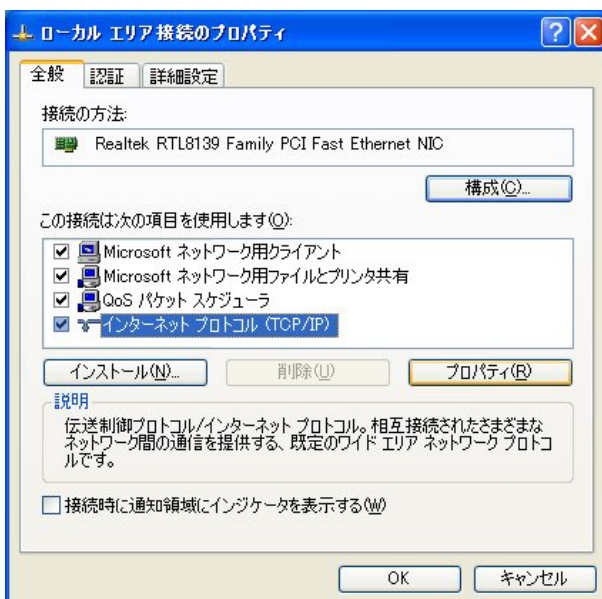 ローカル エリア接続のプロパティ
全般 認証 詳細設定
接続の方法:
Realtek RTL8139 Family PCI Fast Ethernet NIC
構成(C)...
この接続は次の項目を使用します(O):
Microsoft ネットワーク用クライアント
Microsoft ネットワーク用ファイルとプリンタ共有
QoS パケット スケジューラ
インターネット プロトコル (TCP/IP)
インストール(N)... 削除(U) プロパティ(R)
説明
伝送制御プロトコル/インターネット プロトコル。相互接続されたさまざまな
ネットワーク間の通信を提供する、既定のワイド エリア ネットワーク プロトコ
ルです。
接続時に通知領域にインジケータを表示する(W)
OK キャンセル